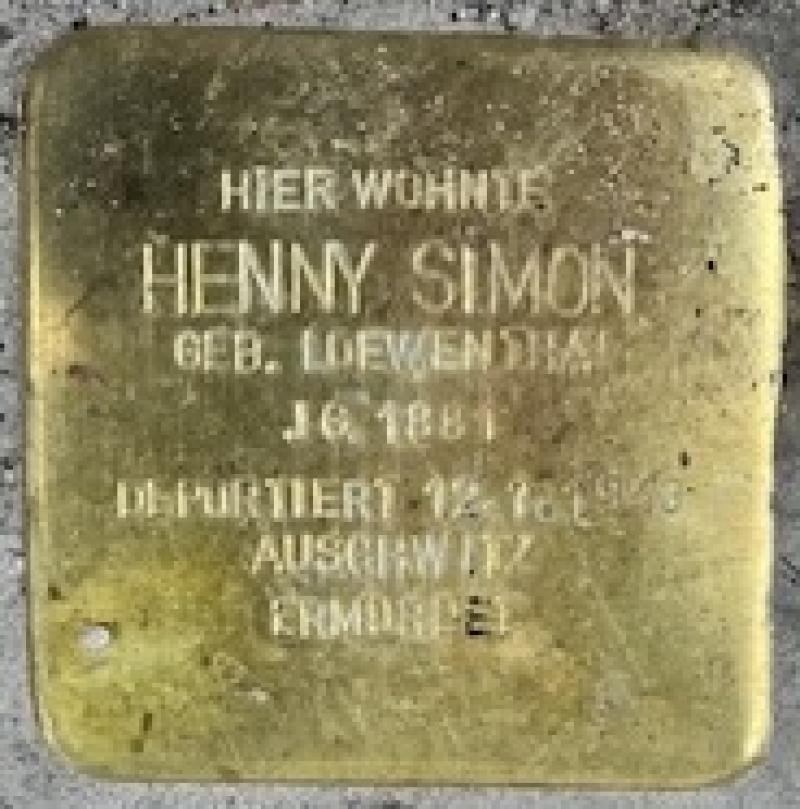 HIER WOHNTE
HENNY SIMON
GEB. LOEWENTHAL
JG. 1881
DEPORTIERT
AUSCHWITZ
ERMORDET